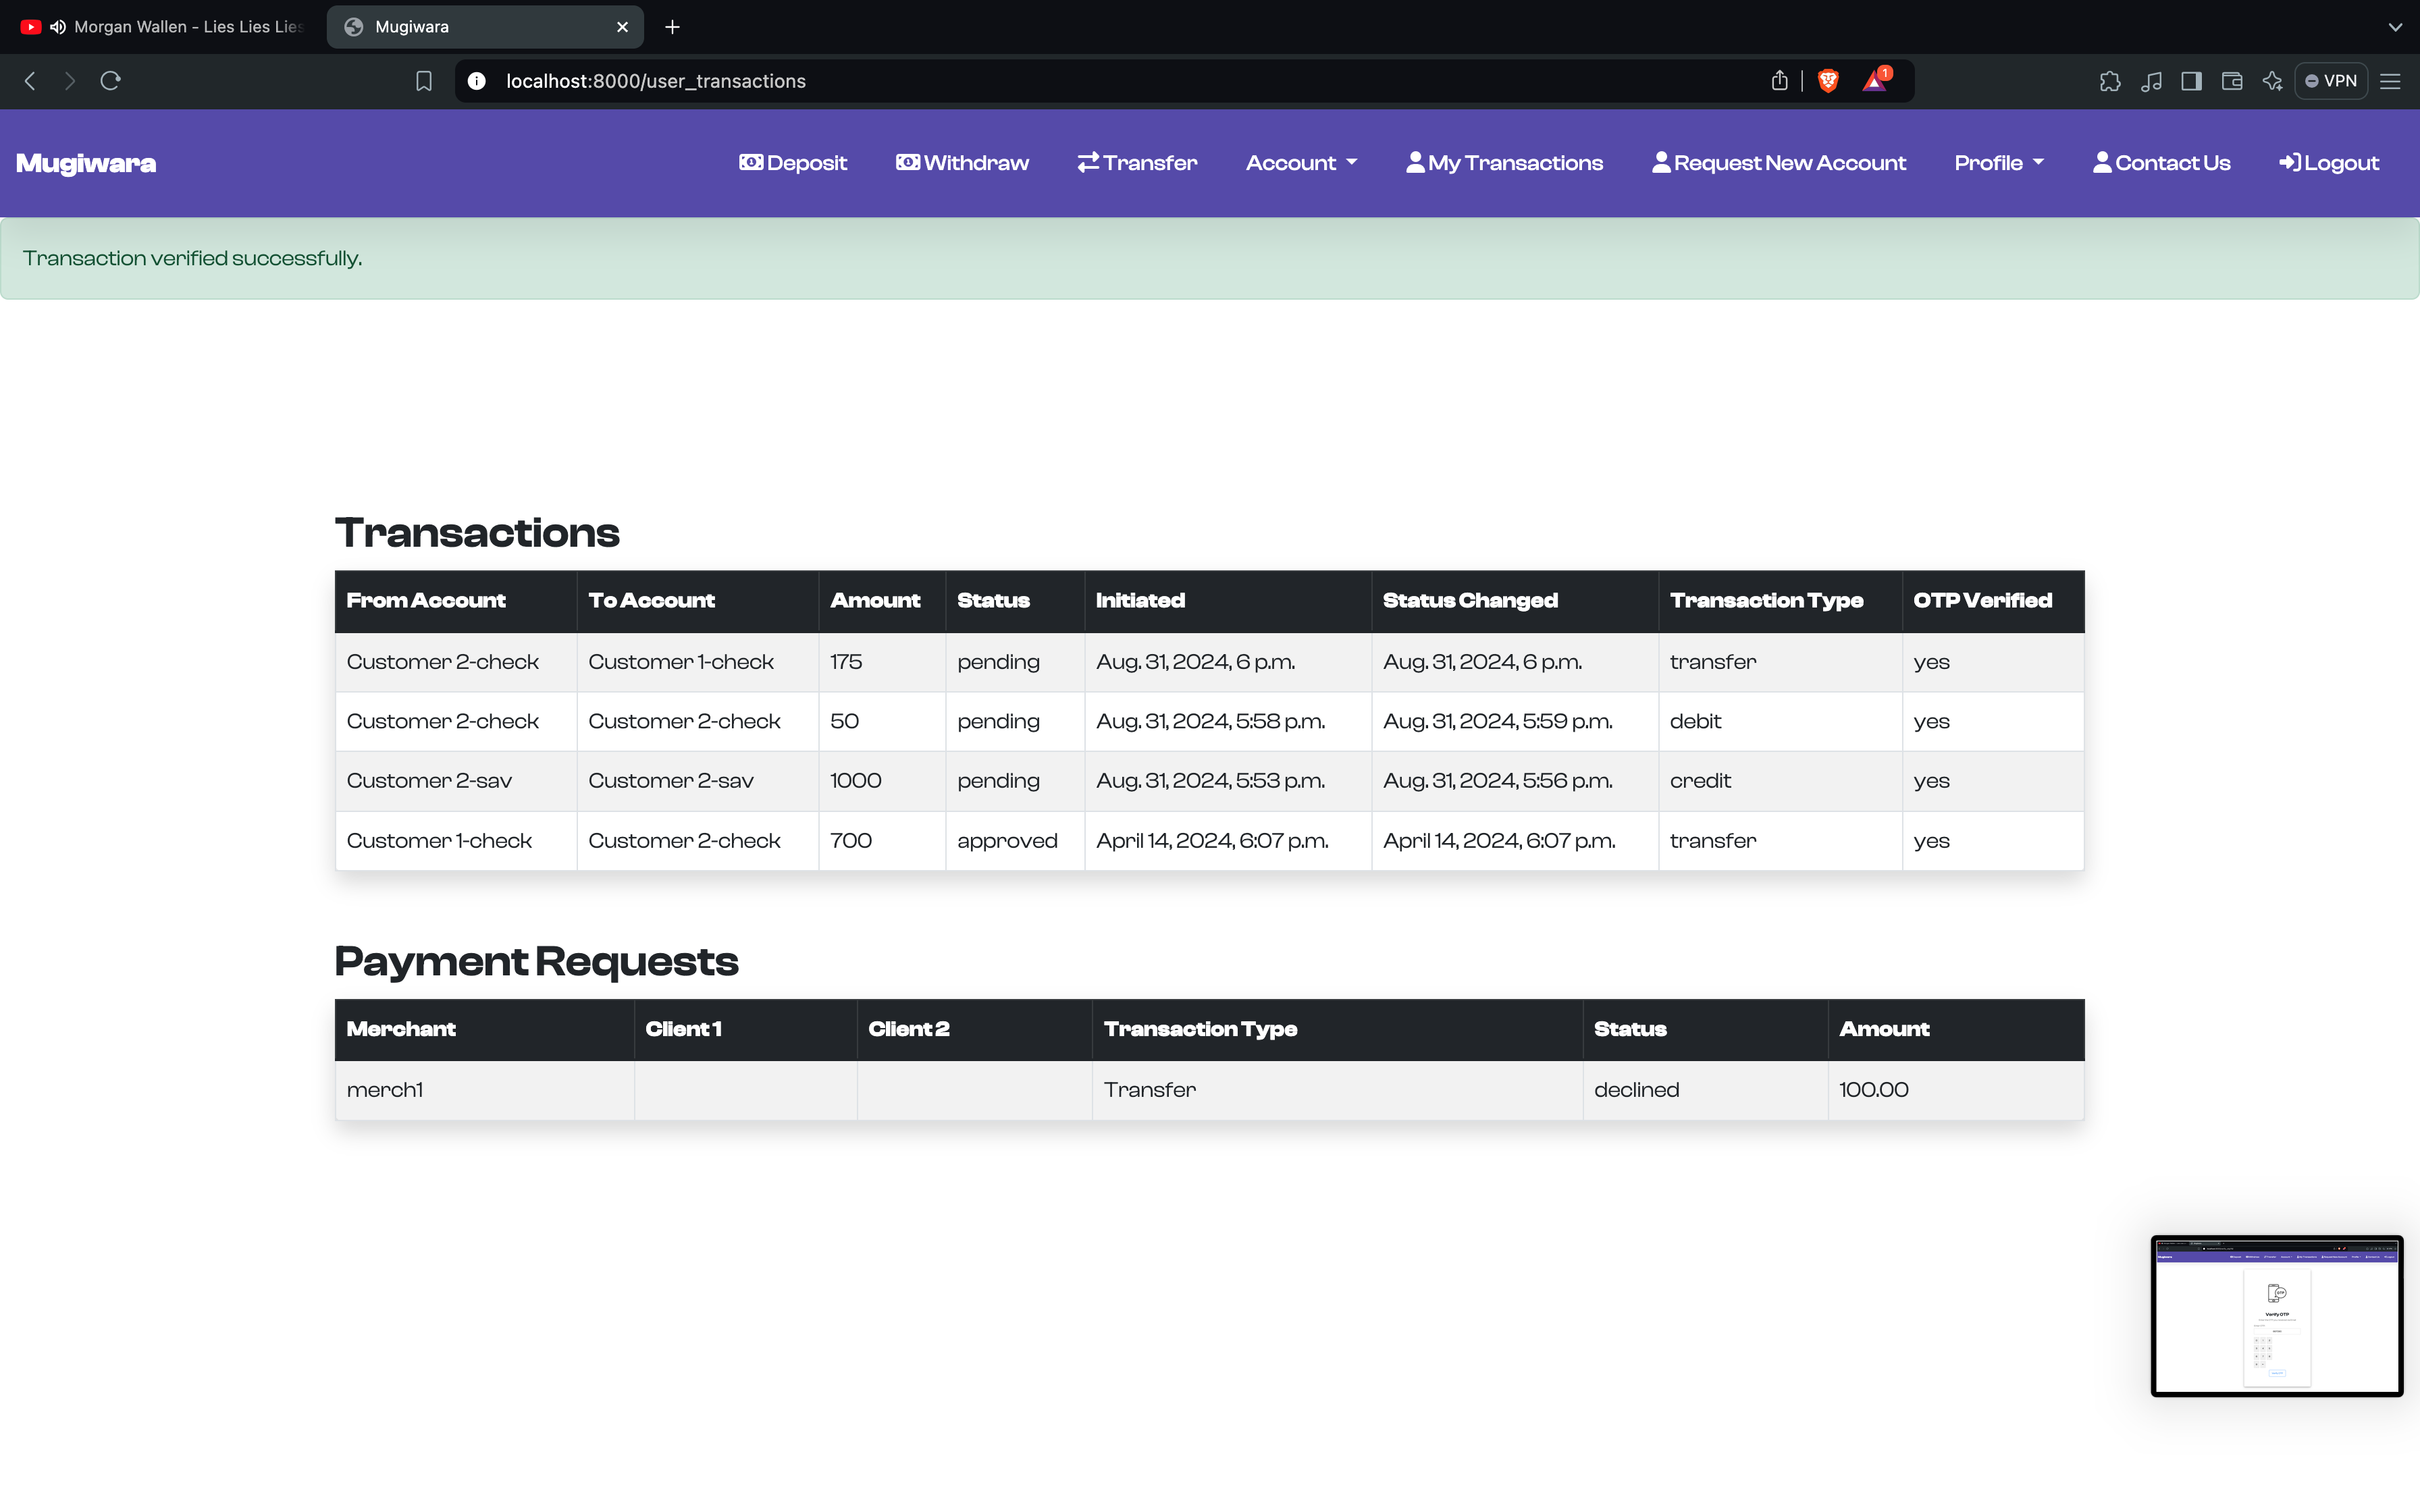 Morgan Wallen - Lies Lies Lies
Mugiwara
localhost:8000/user_transactions
1
VPN
Mugiwara
Deposit
Withdraw
Transfer
Account
My Transactions
Request New Account
Profile
Contact Us
Logout
Transaction verified successfully.
Transactions
From Account To Account Amount Status Initiated Status Changed Transaction Type OTP Verified
Customer 2-check Customer 1-check 175 pending Aug. 31, 2024, 6 p.m. Aug. 31, 2024, 6 p.m. transfer yes
Customer 2-check Customer 2-check 50 pending Aug. 31, 2024, 5:58 p.m. Aug. 31, 2024, 5:59 p.m. debit yes
Customer 2-sav Customer 2-sav 1000 pending Aug. 31, 2024, 5:53 p.m. Aug. 31, 2024, 5:56 p.m. credit yes
Customer 1-check Customer 2-check 700 approved April 14, 2024, 6:07 p.m. April 14, 2024, 6:07 p.m. transfer yes
Payment Requests
Merchant Client 1 Client 2 Transaction Type Status Amount
merch1 Transfer declined 100.00
Verify OTP